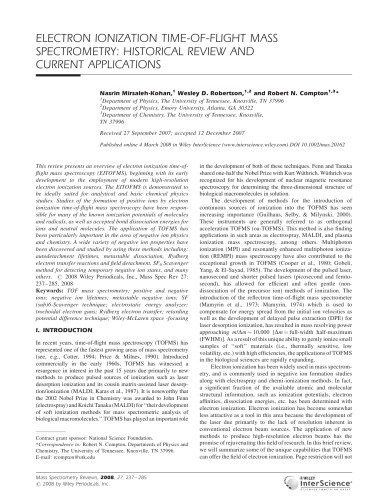 ELECTRON IONIZATION TIME-OF-FLIGHT MASS
SPECTROMETRY: HISTORICAL REVIEW AND
CURRENT APPLICATIONS
Nasrin Mirsaleh-Kohan,1 Wesley D. Robertson,1,2 and Robert N. Compton1,3*
1Department of Physics, The University of Tennessee, Knoxville, TN 37996
2Department of Physics, Emory University, Atlanta, GA 30322
3Department of Chemistry, The University of Tennessee, Knoxville,
TN 37996
Received 27 September 2007; accepted 12 December 2007
Published online 4 March 2008 in Wiley InterScience (www.interscience.wiley.com) DOI 10.1002/mas.20162
This review presents an overview of electron ionization time-of-
flight mass spectrometry (EITOFMS), beginning with its early
development to the employment of modern high-resolution
electron ionization sources. The EITOFMS is demonstrated to
be ideally suited for analytical and basic chemical physics
studies. Studies of the formation of positive ions by electron
ionization time-of-flight mass spectrometry have been respon-
sible for many of the known ionization potentials of molecules
and radicals, as well as accepted bond dissociation energies for
ions and neutral molecules. The application of TOFMS has
been particularly important in the area of negative ion physics
and chemistry. A wide variety of negative ion properties have
been discovered and studied by using these methods including:
autodetachment lifetimes, metastable dissociation, Rydberg
electron transfer reactions and field detachment, SF6 Scavenger
method for detecting temporary negative ion states, and many
others. © 2008 Wiley Periodicals, Inc., Mass Spec Rev 27:
237–285, 2008
Keywords: TOF mass spectrometry; positive and negative
ions; negative ion lifetimes; metastable negative ions; SF
(sub)6-Scavenger technique; electrostatic energy analyzer;
trochoidal electron gun; Rydberg electron transfer; retarding
potential difference technique; Wiley-McLaren space -focusing
I. INTRODUCTION
In recent years, time-of-flight mass spectrometry (TOFMS) has
represented one of the fastest growing areas of mass spectrometry
(see, e.g., Cotter, 1994; Price & Milnes, 1990). Introduced
commercially in the early 1960s, TOFMS has witnessed a
resurgence in interest in the past 15 years due primarily to new
methods to produce pulsed sources of ionization such as laser
desorption ionization and its cousin matrix-assisted laser desorp-
tion/ionization (MALDI; Karas et al., 1987). It is noteworthy that
the 2002 Nobel Prize in Chemistry was awarded to John Fenn
(electrospray) and Koichi Tanaka (MALDI) for "their development
of soft ionization methods for mass spectrometric analysis of
biological macromolecules." TOFMS has played an important role
Contract grant sponsor: National Science Foundation.
*Correspondence to: Robert N. Compton, Departments of Physics and
Chemistry, The University of Tennessee, Knoxville, TN 37996.
E-mail: rcompton@utk.edu
in the development of both of these techniques. Fenn and Tanaka
shared one-half the Nobel Prize with Kurt Wüthrich. Wüthrich was
recognized for this development of nuclear magnetic resonance
spectrometry for determining the three-dimensional structure of
biological macromolecules in solution.
The development of methods for the introduction of
continuous sources of ionization into the TOFMS has seen
increasing importance (Guilhaus, Selby, & Mlynski, 2000).
These instruments are generally referred to as orthogonal
acceleration TOFMS (oa-TOFMS). This method is also finding
applications in such areas as electrospray, MALDI, and plasma
ionization mass spectrometry, among others. Multiphoton
ionization (MPI) and resonantly enhanced multiphoton ioniza-
tion (REMPI) mass spectrometry have also contributed to the
exceptional growth in TOFMS (Cooper et al., 1980; Gobeli,
Yang, & El-Sayed, 1985). The development of the pulsed laser,
nanosecond and shorter pulsed lasers (picosecond and femto-
second), has allowed for efficient and often gentle (non-
dissociation of the precursor ion) methods of ionization. The
introduction of the reflectron time-of-flight mass spectrometer
(Mamyrin et al., 1973; Mamyrin, 1974) which is used to
compensate for energy spread from the initial ion velocities as
well as the development of delayed pulse extraction (DPE) for
laser desorption ionization, has resulted in mass resolving power
approaching m/Δm ~ 10,000 [Δm = full-width half-maximum
(FWHM)]. As a result of this unique ability to gently ionize small
samples of "soft" materials (i.e., thermally sensitive, low
volatility, etc.) with high efficiencies, the applications of TOFMS in
the biological sciences are rapidly expanding.
Electron ionization has been widely used in mass spectrom-
etry, and is commonly used in negative ion formation studies
along with electrospray and chemi-ionization methods. In fact,
a significant fraction of the available atomic and molecular
structural information, such as ionization potentials, electron
affinities, dissociation energies, etc. has been determined with
electron ionization. Electron ionization has become somewhat
less attractive as a tool in this area because the development of
the laser due primarily to the lack of resolution inherent in
conventional electron beam sources. The application of new
methods to produce high-resolution electron beams has the
promise of rejuvenating this field of research. In this brief review,
we will summarize some of the unique capabilities that TOFMS
can offer the field of electron ionization. Page restriction will not
Mass Spectrometry Reviews, 2008, 27, 237–285
© 2008 by Wiley Periodicals, Inc.
WILEY
InterScience